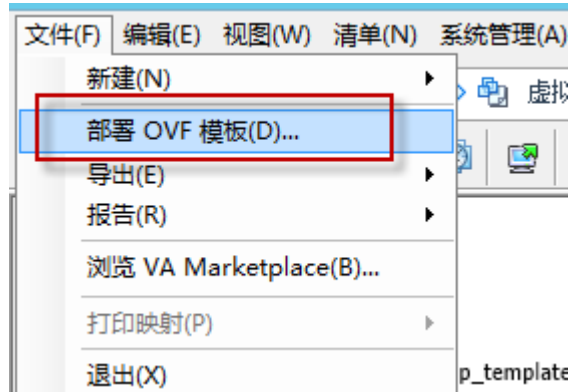 文件(F) 编辑(E) 视图(W) 清单(N) 系统管理(A)
新建(N)
虚拟
部署 OVF 模板(D)...
导出(E)
报告(R)
浏览 VA Marketplace(B)...
打印映射(P)
退出(X)
p_template